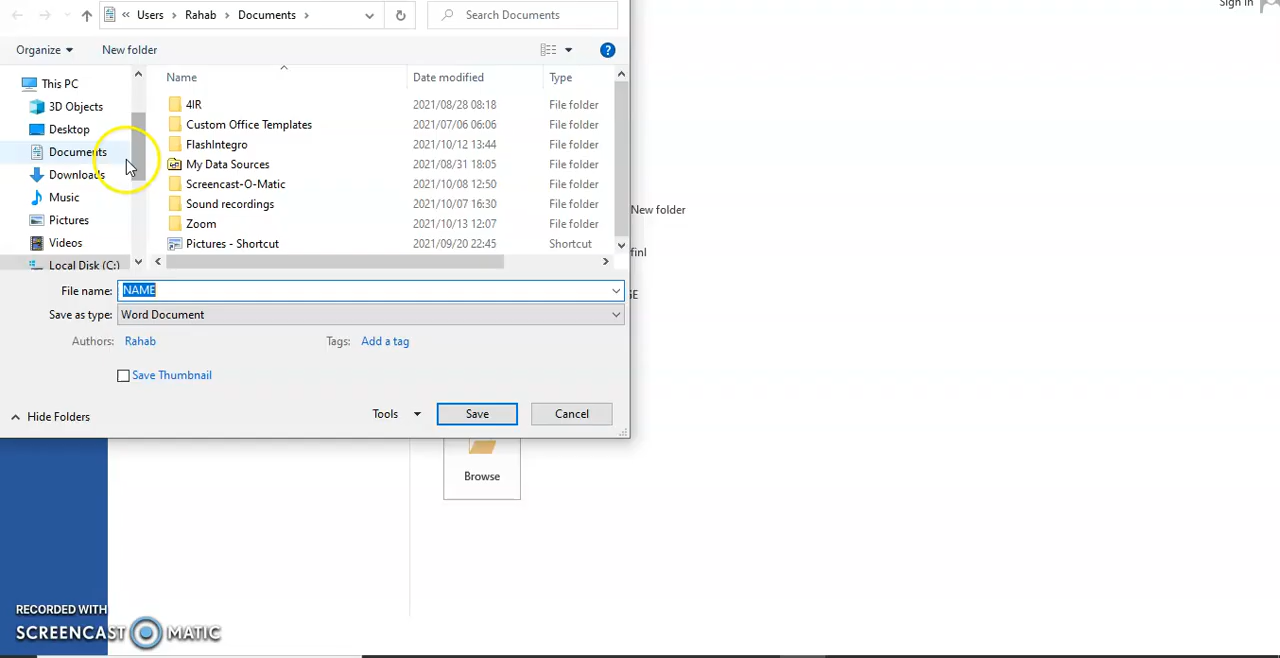 Sign in
« Users > Rahab > Documents >
Search Documents
Organize
New folder
?
Name
Date modified
Type
This PC
3D Objects
Desktop
Documents
Downloads
Music
Pictures
Videos
Local Disk (C:)
4IR 2021/08/28 08:18 File folder
Custom Office Templates 2021/07/06 06:06 File folder
FlashIntegro 2021/10/12 13:44 File folder
My Data Sources 2021/08/31 18:05 File folder
Screencast-O-Matic 2021/10/08 12:50 File folder
Sound recordings 2021/10/07 16:30 File folder
Zoom 2021/10/13 12:07 File folder
Pictures - Shortcut 2021/09/20 22:45 Shortcut
New folder
finl
GE
File name: NAME
Save as type: Word Document
Authors: Rahab
Tags: Add a tag
Save Thumbnail
Hide Folders
Tools
Save
Cancel
Browse
RECORDED WITH
SCREENCAST MATIC